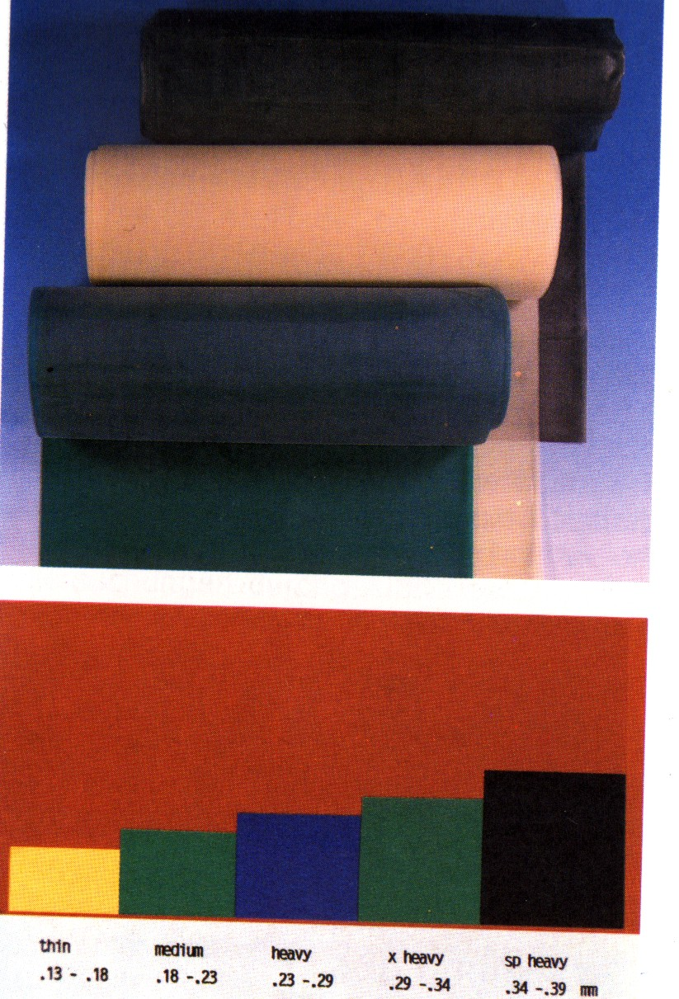 thin medium heavy x heavy sp heavy
.13 - .18 .18 -.23 .23 -.29 .29 -.34 .34 -.39 mm